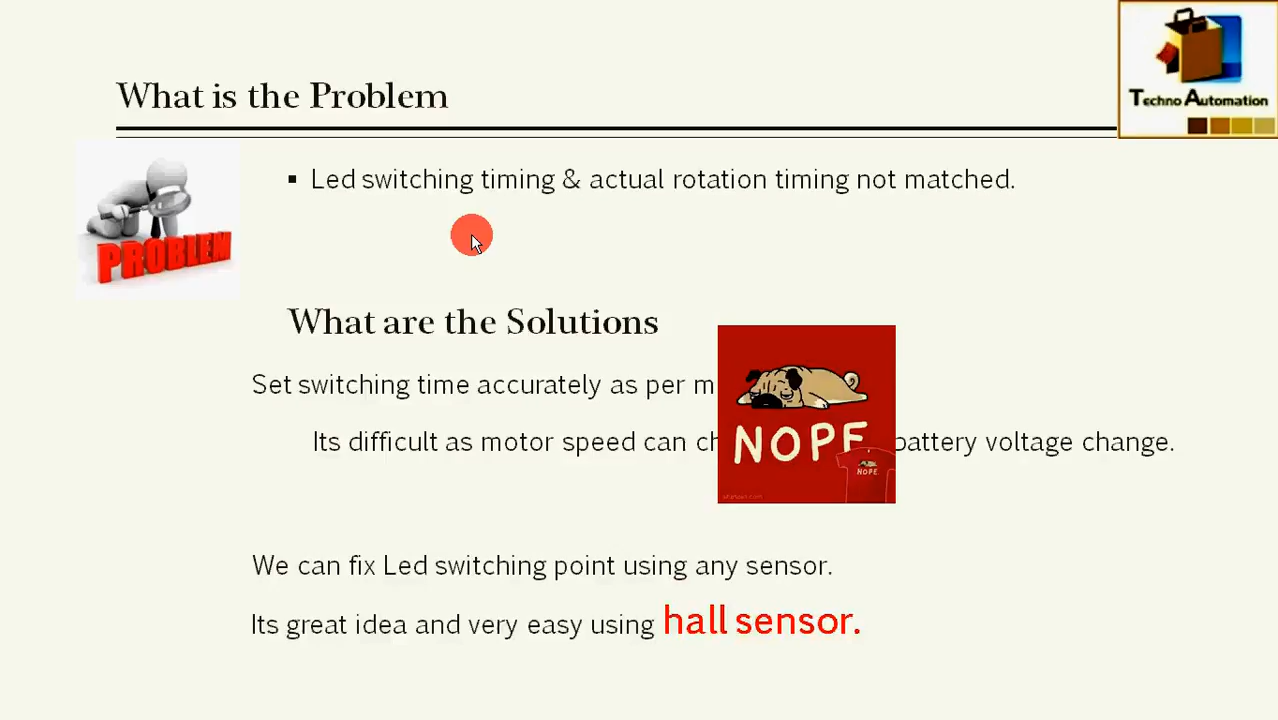 What is the Problem
Techno Automation
PROBLEM
▪ Led switching timing & actual rotation timing not matched.
What are the Solutions
Set switching time accurately as per m
NOPE
Its difficult as motor speed can ch battery voltage change.
NOPE
We can fix Led switching point using any sensor.
Its great idea and very easy using hall sensor.